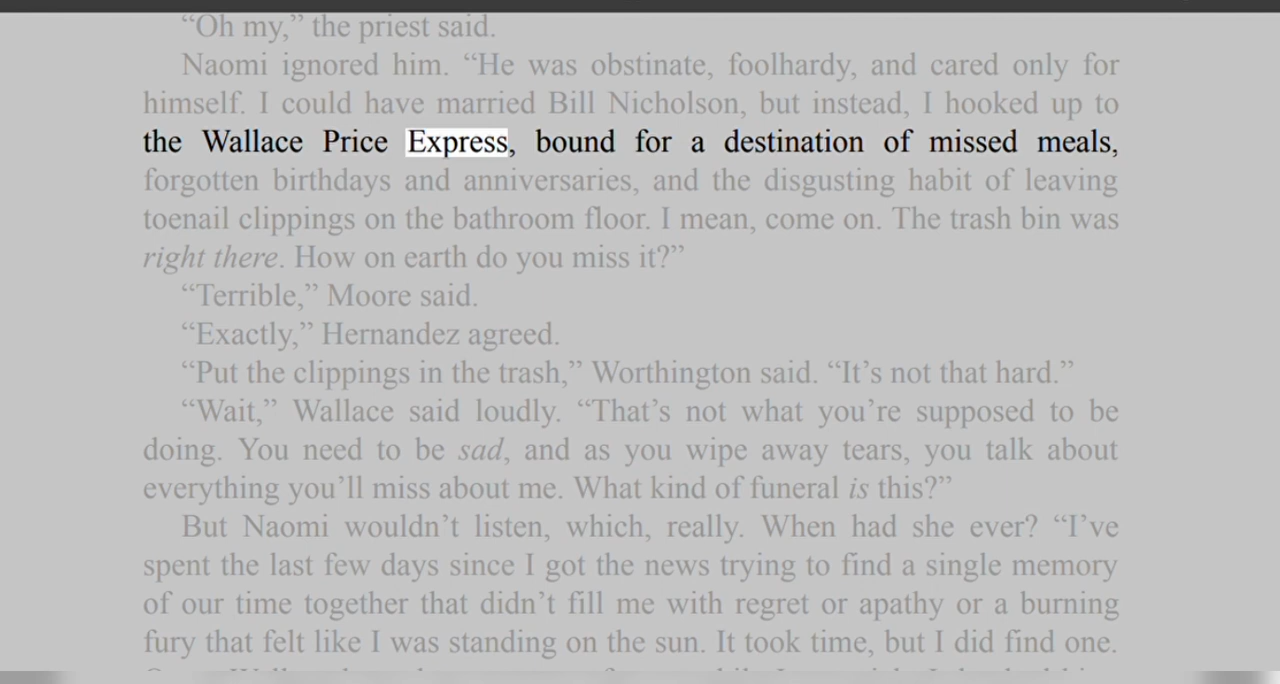 “Oh my,” the priest said.
Naomi ignored him. “He was obstinate, foolhardy, and cared only for
himself. I could have married Bill Nicholson, but instead, I hooked up to
the Wallace Price Express, bound for a destination of missed meals,
forgotten birthdays and anniversaries, and the disgusting habit of leaving
toenail clippings on the bathroom floor. I mean, come on. The trash bin was
right there. How on earth do you miss it?”
“Terrible,” Moore said.
“Exactly,” Hernandez agreed.
“Put the clippings in the trash,” Worthington said. “It’s not that hard.”
“Wait,” Wallace said loudly. “That’s not what you’re supposed to be
doing. You need to be sad, and as you wipe away tears, you talk about
everything you’ll miss about me. What kind of funeral is this?”
But Naomi wouldn’t listen, which, really. When had she ever? “I’ve
spent the last few days since I got the news trying to find a single memory
of our time together that didn’t fill me with regret or apathy or a burning
fury that felt like I was standing on the sun. It took time, but I did find one.